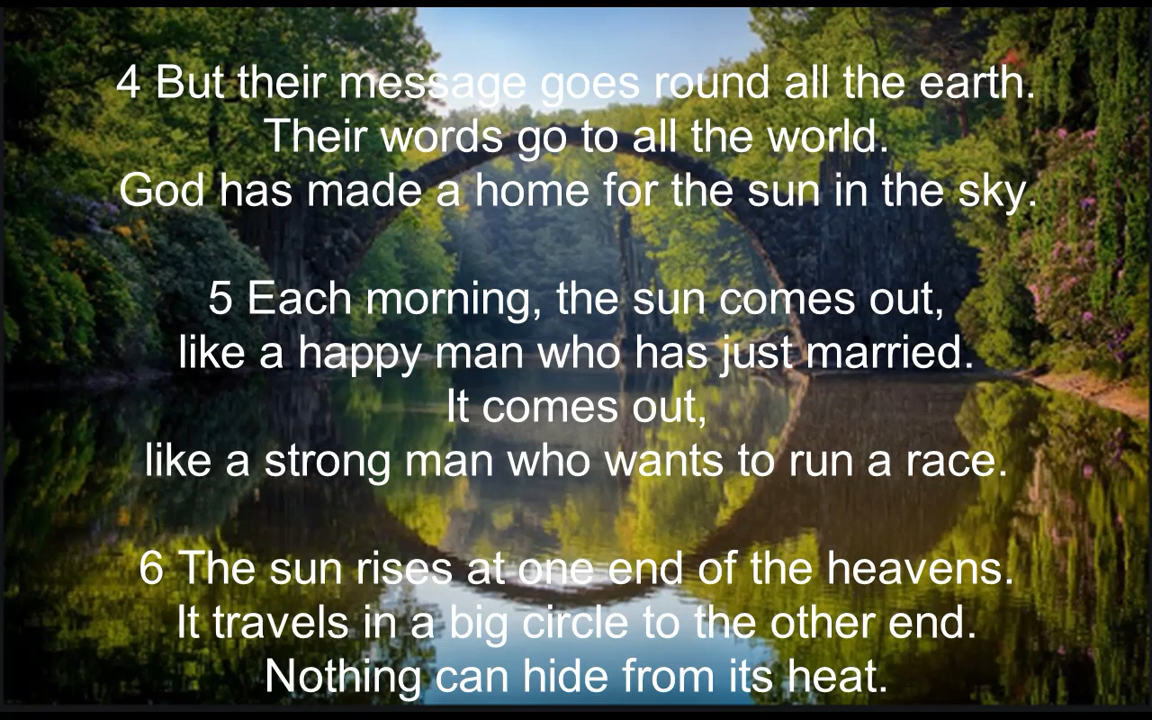 4 But their message goes round all the earth.
Their words go to all the world.
God has made a home for the sun in the sky.
5 Each morning, the sun comes out,
like a happy man who has just married.
It comes out,
like a strong man who wants to run a race.
6 The sun rises at one end of the heavens.
It travels in a big circle to the other end.
Nothing can hide from its heat.